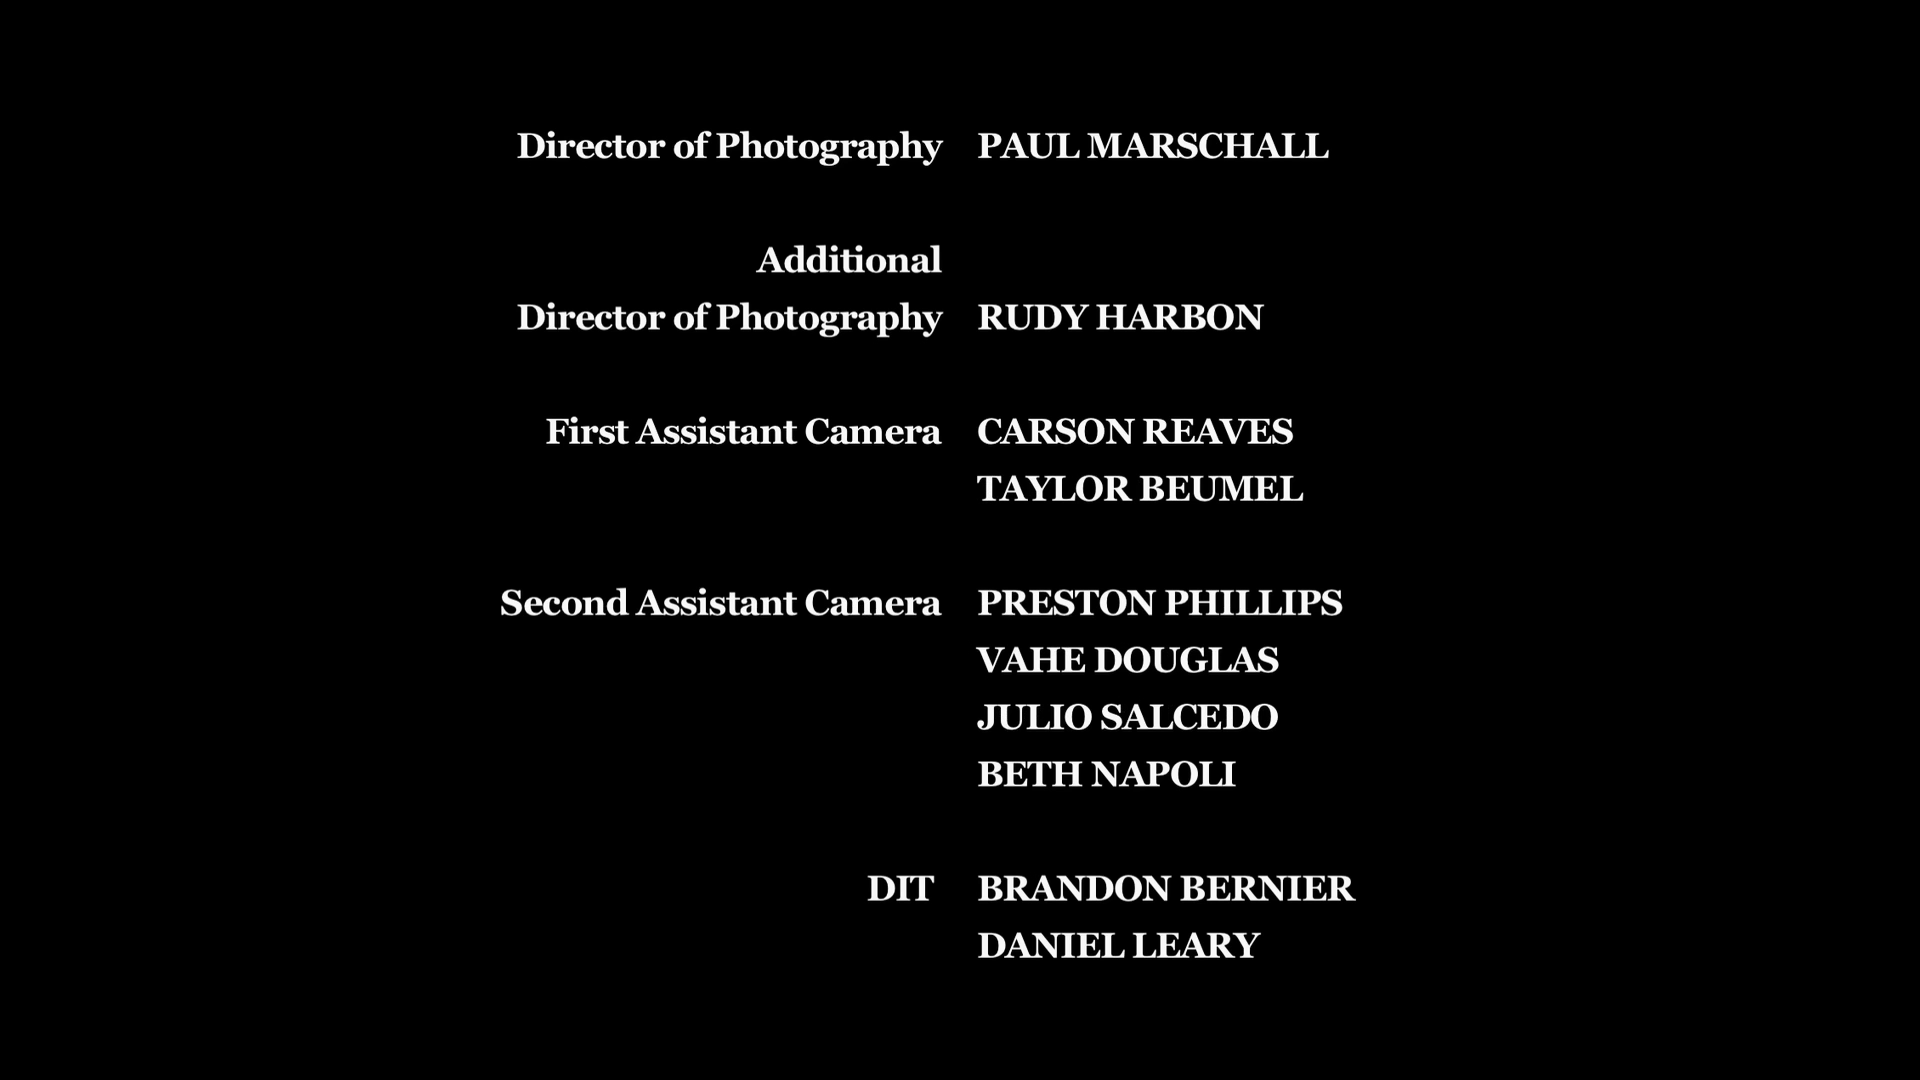 Director of Photography PAUL MARSCHALL
Additional
Director of Photography RUDY HARBON
First Assistant Camera CARSON REAVES
TAYLOR BEUMEL
Second Assistant Camera PRESTON PHILLIPS
VAHE DOUGLAS
JULIO SALCEDO
BETH NAPOLI
DIT BRANDON BERNIER
DANIEL LEARY